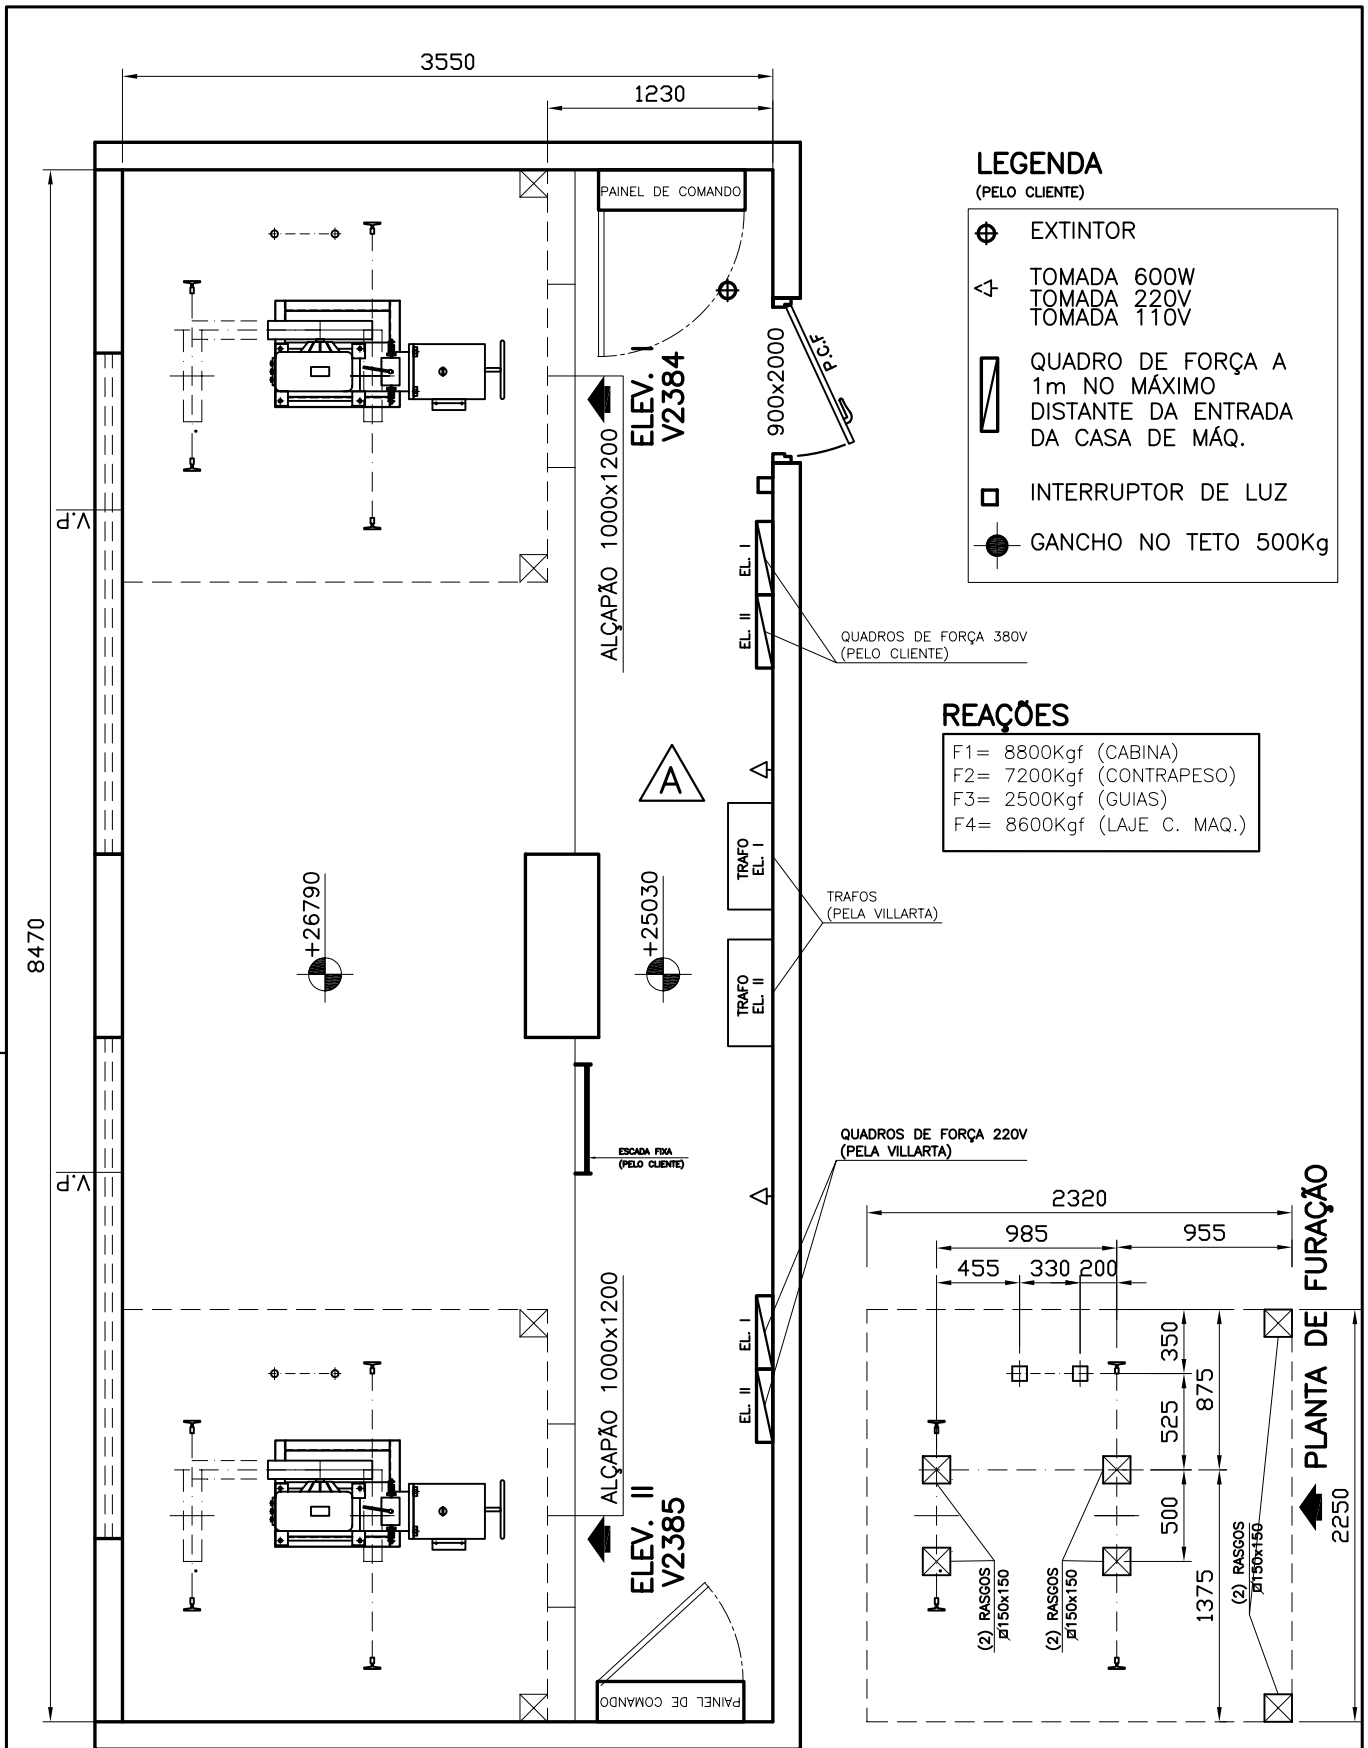 3550
1230
PAINEL DE COMANDO
LEGENDA
(PELO CLIENTE)
EXTINTOR
TOMADA 600W
TOMADA 220V
TOMADA 110V
QUADRO DE FORÇA A
1m NO MÁXIMO
DISTANTE DA ENTRADA
DA CASA DE MÁQ.
INTERRUPTOR DE LUZ
GANCHO NO TETO 500Kg
P.C.F
900x2000
ELEV. I
V2384
ALÇAPÃO 1000x1200
V.P
EL. I
EL. II
QUADROS DE FORÇA 380V
(PELO CLIENTE)
REAÇÕES
F1= 8800Kgf (CABINA)
F2= 7200Kgf (CONTRAPESO)
F3= 2500Kgf (GUIAS)
F4= 8600Kgf (LAJE C. MAQ.)
A
TRAFO
EL. I
TRAFOS
(PELA VILLARTA)
TRAFO
EL. II
8470
+26790
+25030
ESCADA FIXA
(PELO CLIENTE)
V.P
QUADROS DE FORÇA 220V
(PELA VILLARTA)
EL. I
EL. II
ALÇAPÃO 1000x1200
ELEV. II
V2385
PAINEL DE COMANDO
2320
985
955
455
330
200
350
875
525
500
1375
2250
(2) RASGOS
Ø150x150
(2) RASGOS
Ø150x150
(2) RASGOS
Ø150x150
PLANTA DE FURAÇÃO